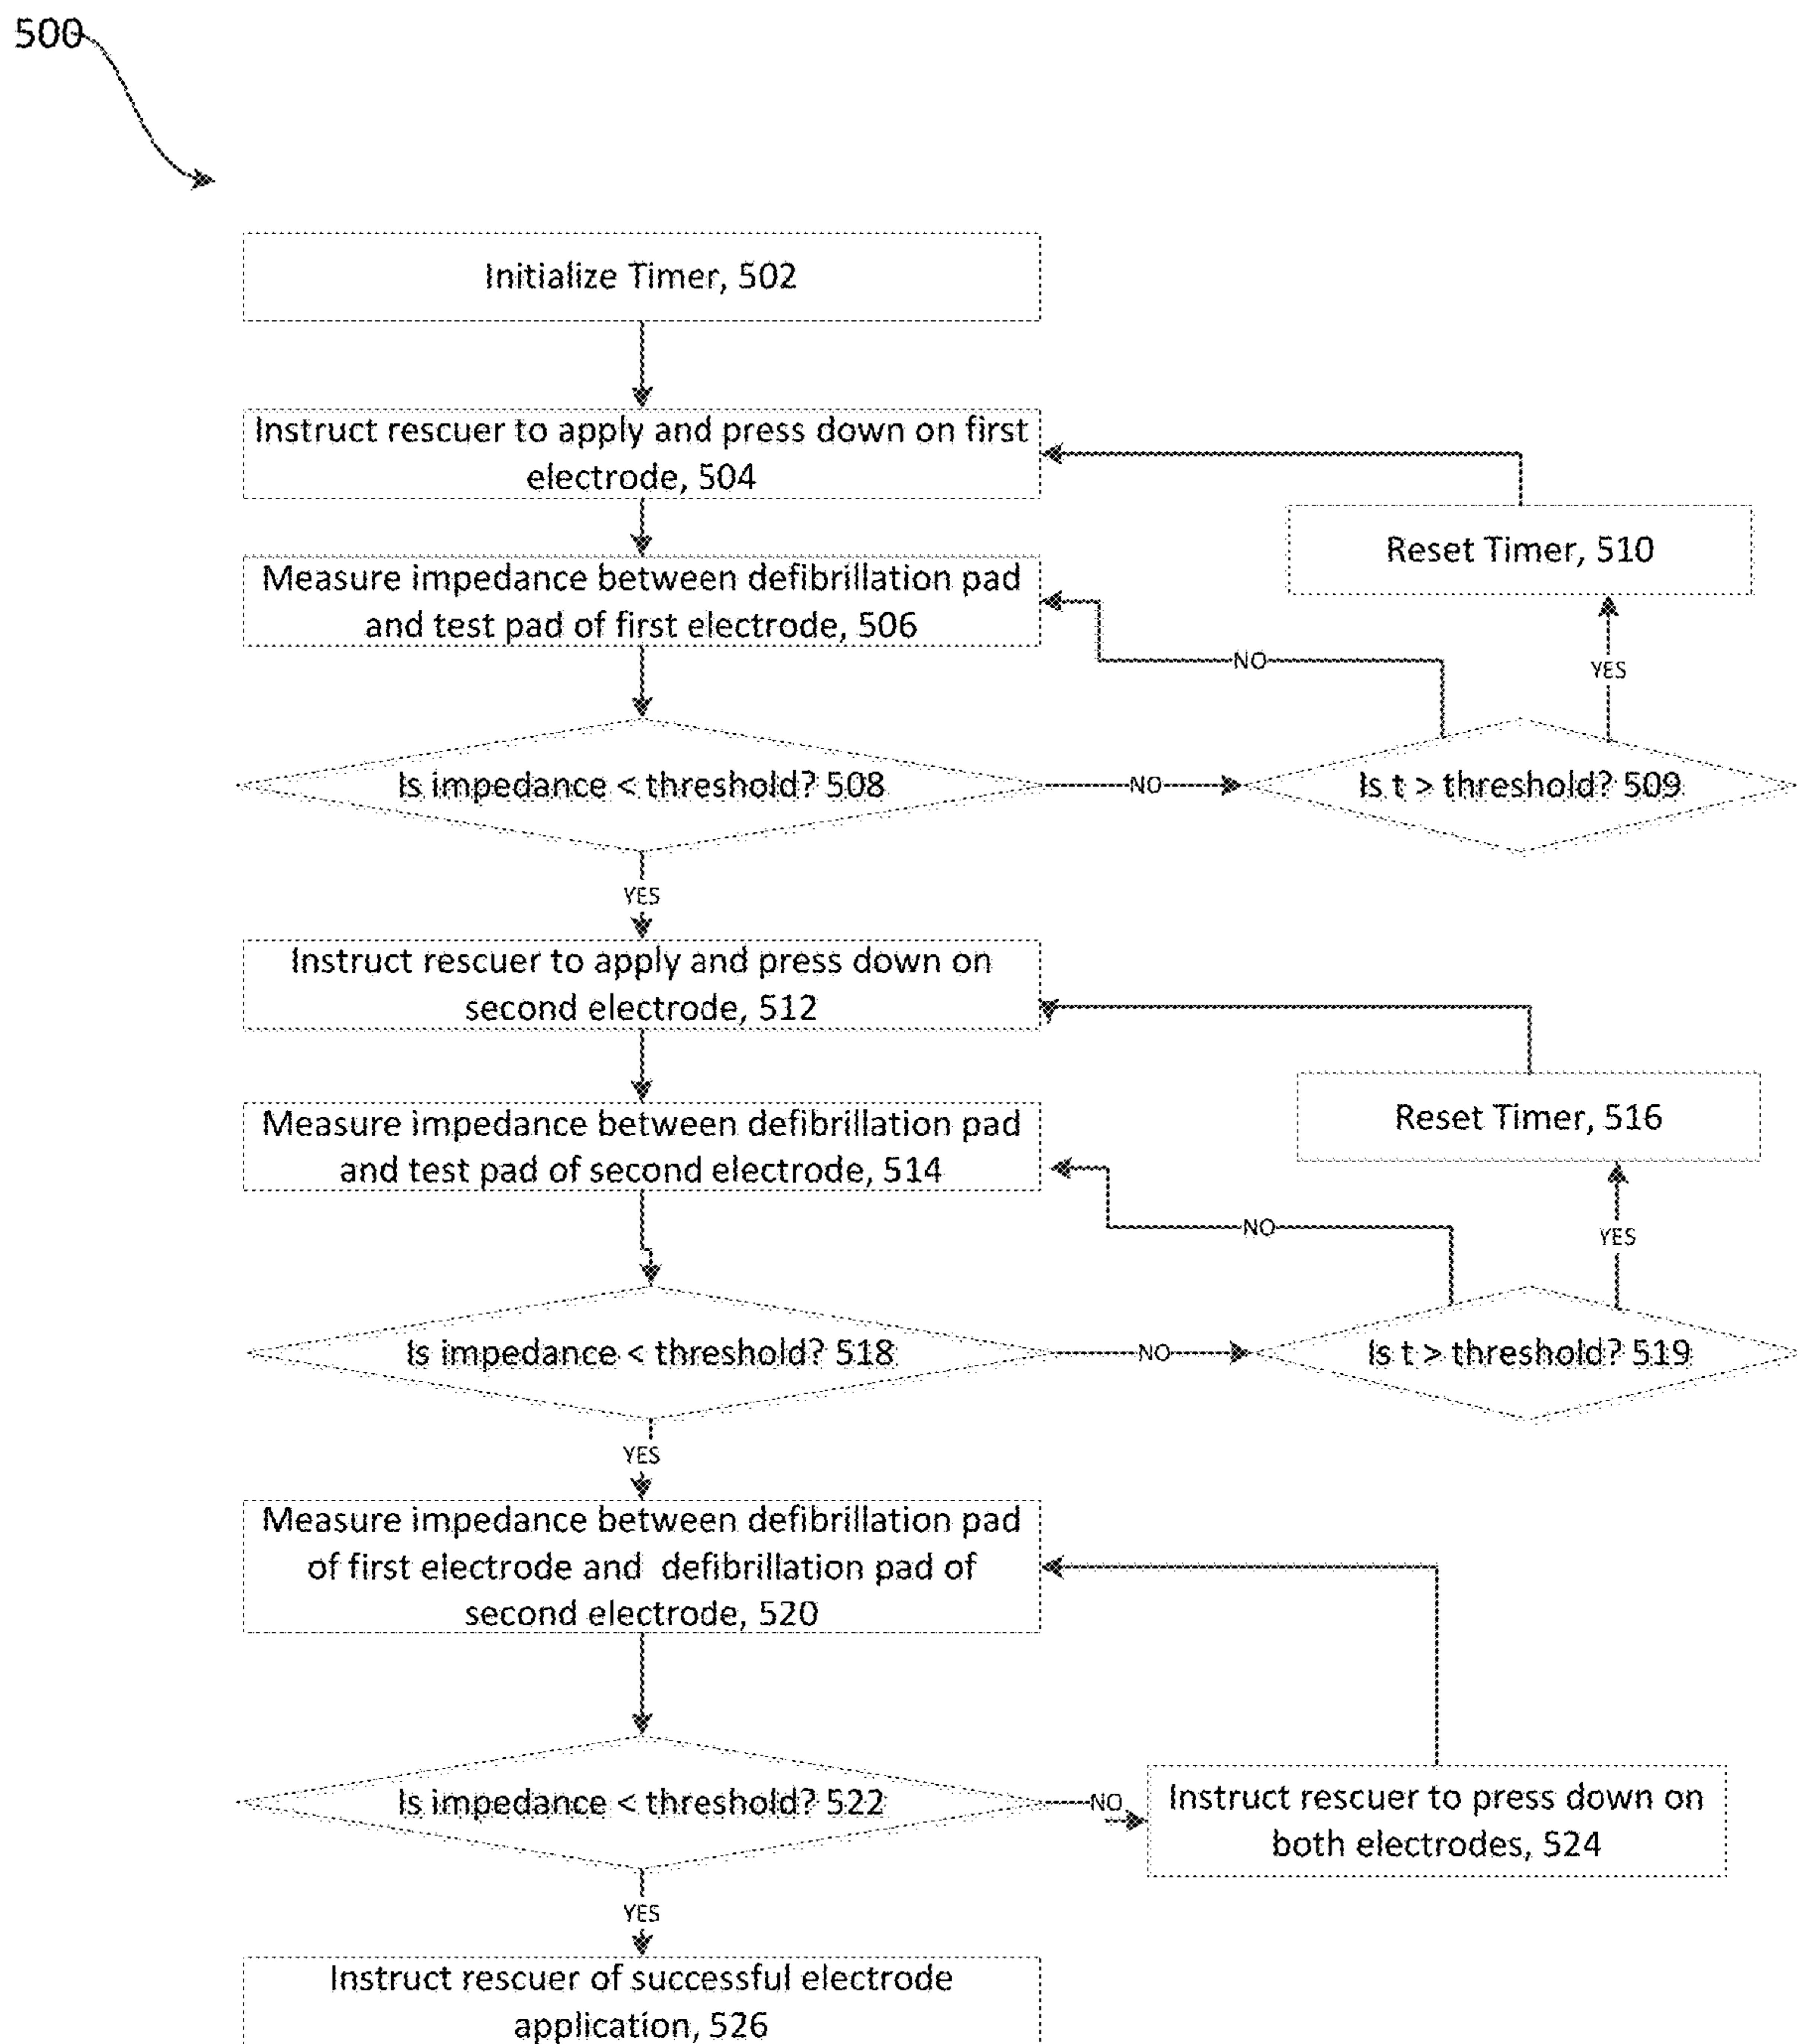 500
Initialize Timer, 502
Instruct rescuer to apply and press down on first
electrode, 504
Reset Timer, 510
Measure impedance between defibrillation pad
and test pad of first electrode, 506
NO
YES
Is impedance < threshold? 508
NO
Is t > threshold? 509
YES
Instruct rescuer to apply and press down on
second electrode, 512
Reset Timer, 516
Measure impedance between defibrillation pad
and test pad of second electrode, 514
NO
YES
Is impedance < threshold? 518
NO
Is t > threshold? 519
YES
Measure impedance between defibrillation pad
of first electrode and defibrillation pad of
second electrode, 520
Is impedance < threshold? 522
NO
Instruct rescuer to press down on
both electrodes, 524
YES
Instruct rescuer of successful electrode
application, 526